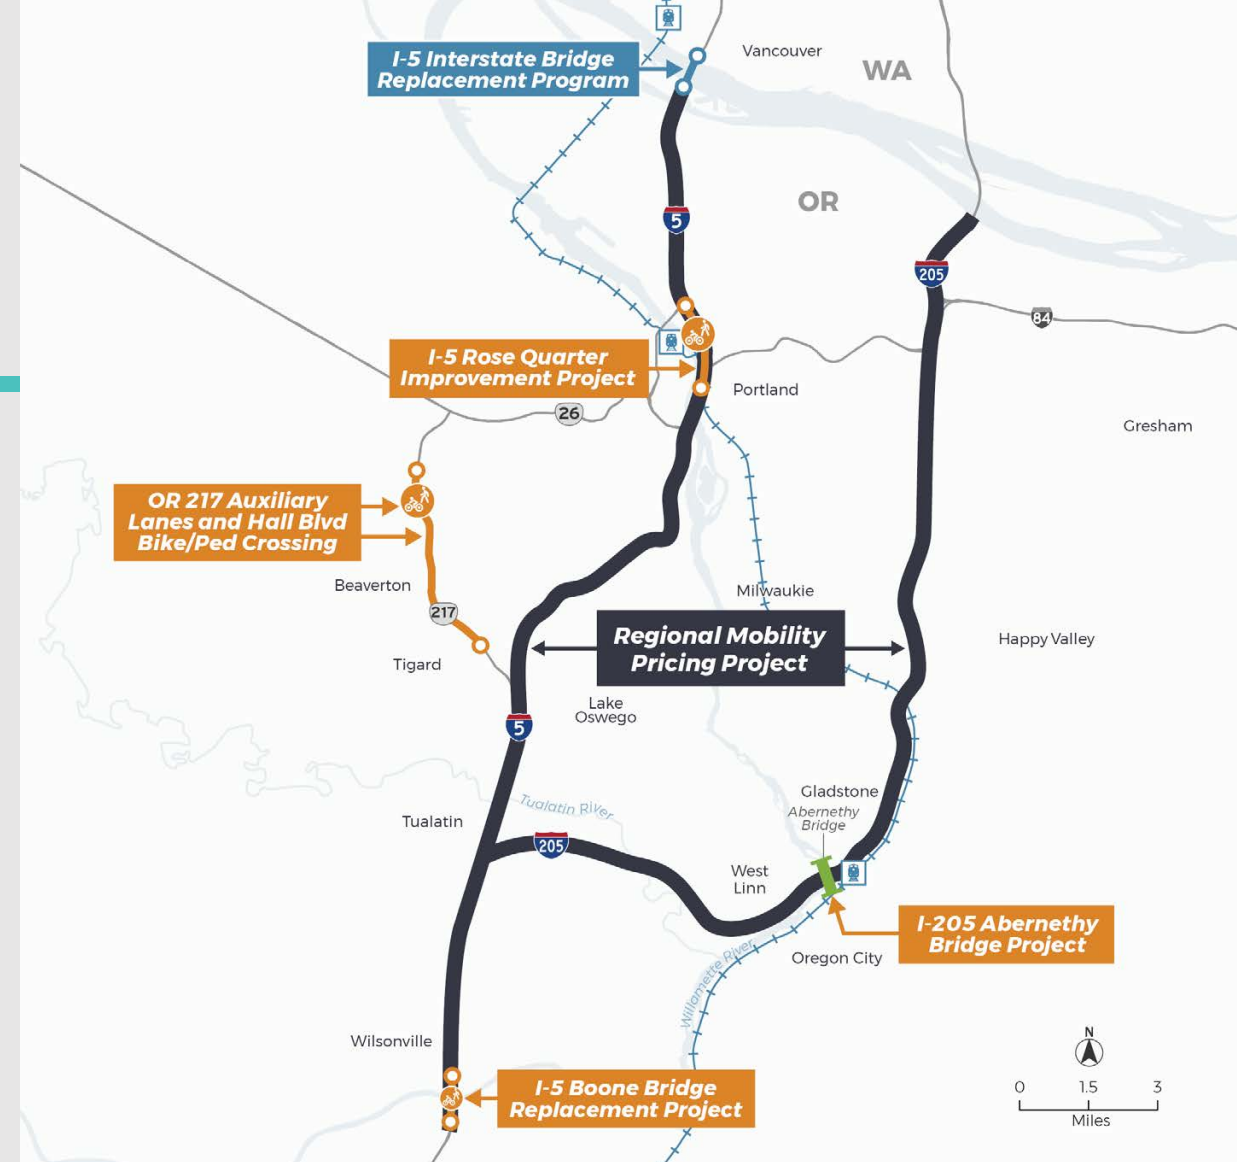 I-5 Interstate Bridge
Replacement Program
Vancouver
WA
OR
5
205
84
I-5 Rose Quarter
Improvement Project
Portland
26
Gresham
OR 217 Auxiliary
Lanes and Hall Blvd
Bike/Ped Crossing
Beaverton
217
Tigard
Milwaukie
Regional Mobility
Pricing Project
Happy Valley
Lake
Oswego
5
Tualatin River
Tualatin
205
Gladstone
Abernethy
Bridge
West
Linn
I-205 Abernethy
Bridge Project
Oregon City
Willamette River
Wilsonville
I-5 Boone Bridge
Replacement Project
N
0 1.5 3
Miles